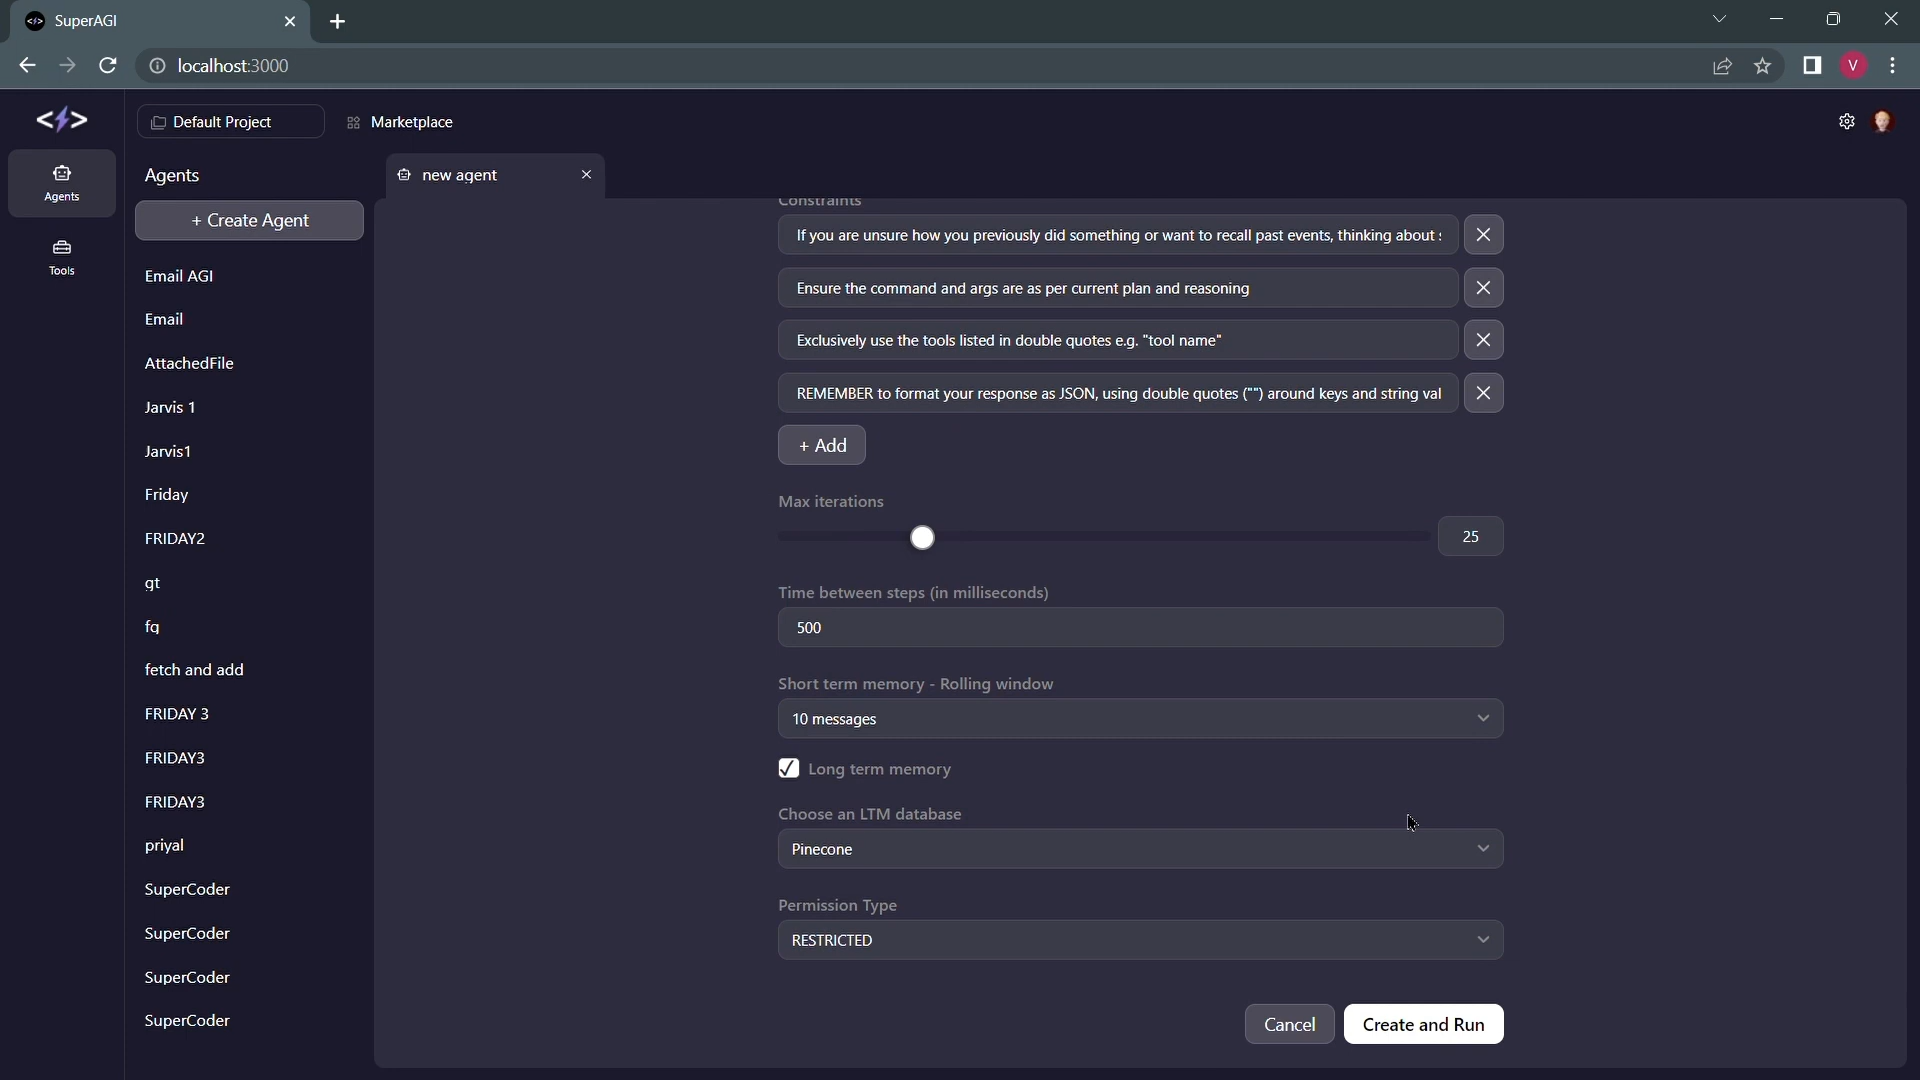 SuperAGI
localhost:3000
Default Project
Marketplace
Agents
Tools
Agents
+ Create Agent
Email AGI
Email
AttachedFile
Jarvis 1
Jarvis1
Friday
FRIDAY2
gt
fq
fetch and add
FRIDAY 3
FRIDAY3
FRIDAY3
priyal
SuperCoder
SuperCoder
SuperCoder
SuperCoder
new agent
Constraints
If you are unsure how you previously did something or want to recall past events, thinking about
Ensure the command and args are as per current plan and reasoning
Exclusively use the tools listed in double quotes e.g. "tool name"
REMEMBER to format your response as JSON, using double quotes ("") around keys and string val
+ Add
Max iterations
25
Time between steps (in milliseconds)
500
Short term memory - Rolling window
10 messages
Long term memory
Choose an LTM database
Pinecone
Permission Type
RESTRICTED
Cancel
Create and Run
V